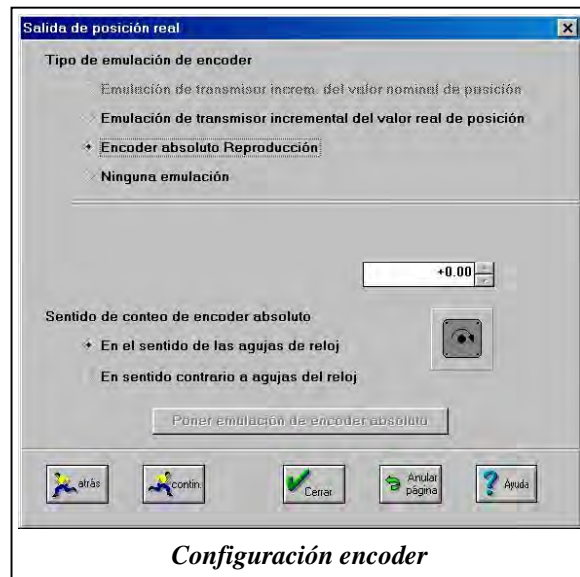 Salida de posición real
Tipo de emulación de encoder
Emulación de transmisor increm. del valor nominal de posición
Emulación de transmisor incremental del valor real de posición
Encoder absoluto Reproducción
Ninguna emulación
+0.00
Sentido de conteo de encoder absoluto
En el sentido de las agujas de reloj
En sentido contrario a agujas del reloj
Poner emulación de encoder absoluto
atrás
contin.
Cerrar
Anular
página
Ayuda
Configuración encoder